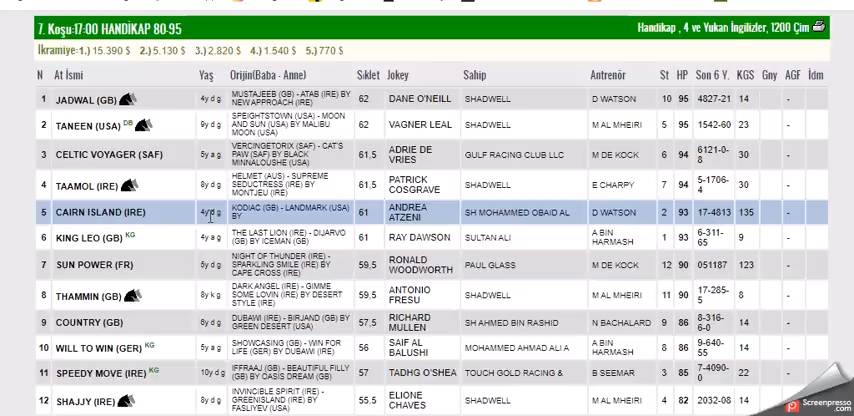 7. Koşu:17:00 HANDİKAP 80-95 Handikap , 4 ve Yukarı İngilizler, 1200 Çim
İkramiye:1.) 15.390 $ 2.) 5.130 $ 3.) 2.820 $ 4.) 1.540 $ 5.) 770 $
N At İsmi Yaş Orijin(Baba - Anne) Sıklet Jokey Sahip Antrenör St HP Son 6 Y. KGS Gny AGF İdm
1 JADWAL (GB) 4y d g MUSTAJEEB (GB) - ATAB (IRE) BY NEW APPROACH (IRE) 62 DANE O'NEILL SHADWELL D WATSON 10 95 4827-21 14 -
2 TANEEN (USA) DB 9y d g SPEIGHTSTOWN (USA) - MOON AND SUN (USA) BY MALIBU MOON (USA) 62 VAGNER LEAL SHADWELL M AL MHEIRI 5 95 1542-60 23 -
3 CELTIC VOYAGER (SAF) 5y a g VERCINGETORIX (SAF) - CAT'S PAW (SAF) BY BLACK MINNALOUSHE (USA) 61,5 ADRIE DE VRIES GULF RACING CLUB LLC M DE KOCK 6 94 6121-0-8 30 -
4 TAAMOL (IRE) 8y d g HELMET (AUS) - SUPREME SEDUCTRESS (IRE) BY MONTJEU (IRE) 61,5 PATRICK COSGRAVE SHADWELL E CHARPY 7 94 5-1706-4 30 -
5 CAIRN ISLAND (IRE) 4y d g KODIAC (GB) - LANDMARK (USA) BY 61 ANDREA ATZENI SH MOHAMMED OBAID AL D WATSON 2 93 17-4813 135 -
6 KING LEO (GB) KG 4y a g THE LAST LION (IRE) - DIJARVO (GB) BY ICEMAN (GB) 61 RAY DAWSON SULTAN ALI A BIN HARMASH 1 93 6-311-65 9 -
7 SUN POWER (FR) 5y d g NIGHT OF THUNDER (IRE) - SPARKLING SMILE (IRE) BY CAPE CROSS (IRE) 59,5 RONALD WOODWORTH PAUL GLASS M DE KOCK 12 90 051187 123 -
8 THAMMIN (GB) 8y k g DARK ANGEL (IRE) - GIMME SOME LOVIN (IRE) BY DESERT STYLE (IRE) 59,5 ANTONIO FRESU SHADWELL M AL MHEIRI 11 90 17-285-5 8 -
9 COUNTRY (GB) 6y d g DUBAWI (IRE) - BIRJAND (GB) BY GREEN DESERT (USA) 57,5 RICHARD MULLEN SH AHMED BIN RASHID N BACHALARD 9 86 8-316-6-0 14 -
10 WILL TO WIN (GER) KG 5y a g SHOWCASING (GB) - WIN FOR LIFE (GER) BY DUBAWI (IRE) 56 SAIF AL BALUSHI MOHAMMED AHMAD ALI A A BIN HARMASH 8 86 9-640-55 14 -
11 SPEEDY MOVE (IRE) KG 10y d g IFFRAAJ (GB) - BEAUTIFUL FILLY (GB) BY OASIS DREAM (GB) 57 TADHG O'SHEA TOUCH GOLD RACING & B SEEMAR 3 85 7-4090-0 22 -
12 SHAJJY (IRE) 8y d g INVINCIBLE SPIRIT (IRE) - GREENISLAND (IRE) BY FASLIYEV (USA) 55,5 ELIONE CHAVES SHADWELL M AL MHEIRI 4 82 2032-08 14 -
Screenpresso.com